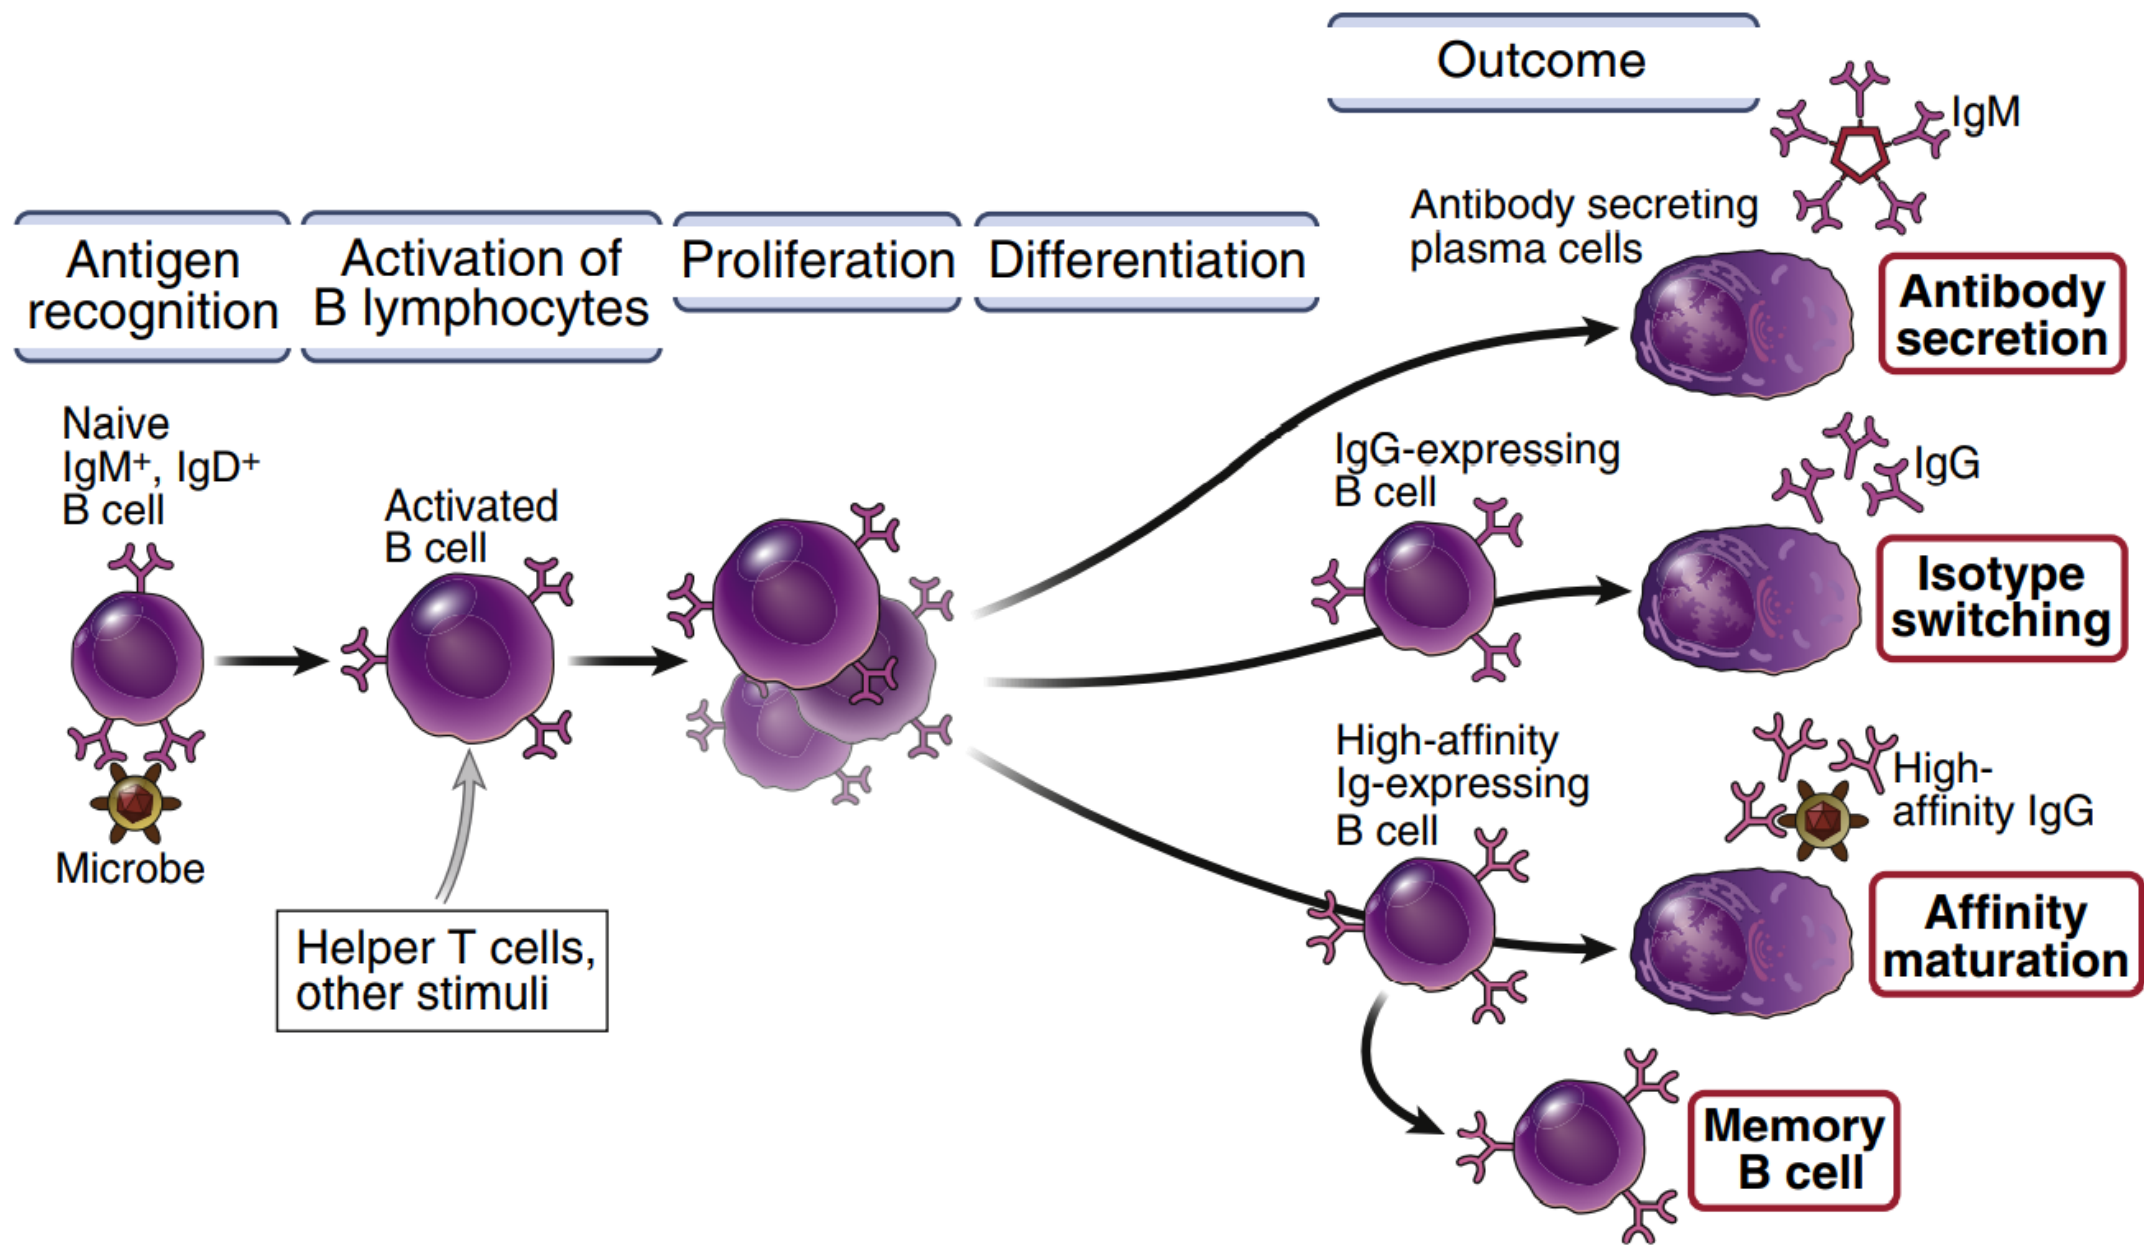 Outcome
IgM
Antibody secreting
plasma cells
Antigen
recognition
Activation of
B lymphocytes
Proliferation
Differentiation
Antibody
secretion
Naive
IgM+, IgD+
B cell
Activated
B cell
IgG-expressing
B cell
IgG
Isotype
switching
High-affinity
Ig-expressing
B cell
High-
affinity IgG
Microbe
Helper T cells,
other stimuli
Affinity
maturation
Memory
B cell